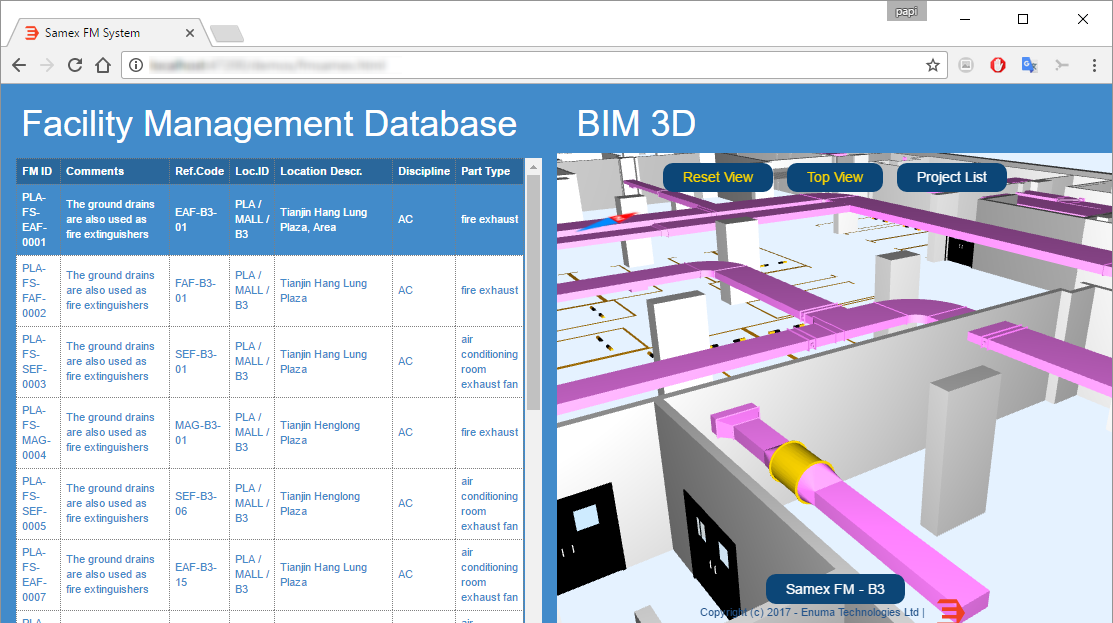 papi
Samex FM System
Facility Management Database
BIM 3D
FM ID Comments Ref.Code Loc.ID Location Descr. Discipline Part Type
PLA-
FS-
EAF-
0001
The ground drains
are also used as
fire extinguishers
EAF-B3-
01
PLA /
MALL /
B3
Tianjin Hang Lung
Plaza, Area
AC
fire exhaust
PLA-
FS-
FAF-
0002
The ground drains
are also used as
fire extinguishers
FAF-B3-
01
PLA /
MALL /
B3
Tianjin Hang Lung
Plaza
AC
fire exhaust
PLA-
FS-
SEF-
0003
The ground drains
are also used as
fire extinguishers
SEF-B3-
01
PLA /
MALL /
B3
Tianjin Hang Lung
Plaza
AC
air
conditioning
room
exhaust fan
PLA-
FS-
MAG-
0004
The ground drains
are also used as
fire extinguishers
MAG-B3-
01
PLA /
MALL /
B3
Tianjin Henglong
Plaza
AC
fire exhaust
PLA-
FS-
SEF-
0005
The ground drains
are also used as
fire extinguishers
SEF-B3-
06
PLA /
MALL /
B3
Tianjin Henglong
Plaza
AC
air
conditioning
room
exhaust fan
PLA-
FS-
EAF-
0007
The ground drains
are also used as
fire extinguishers
EAF-B3-
15
PLA /
MALL /
B3
Tianjin Hang Lung
Plaza
AC
air
conditioning
room
exhaust fan
PLA-
Reset View
Top View
Project List
Samex FM - B3
Copyright (c) 2017 - Enuma Technologies Ltd |